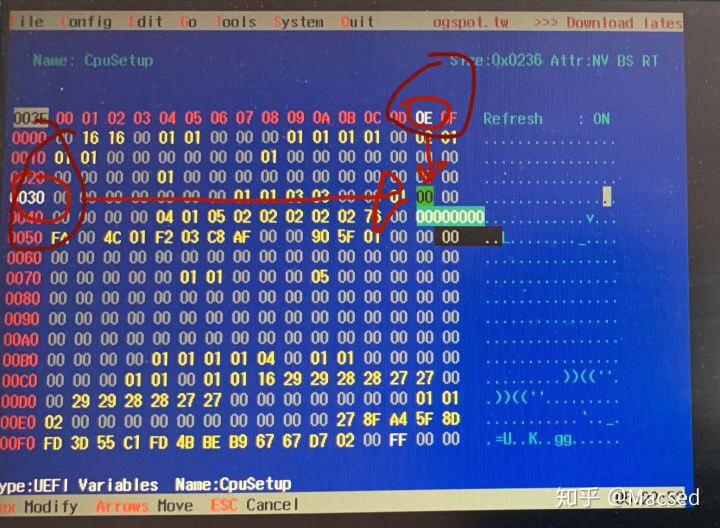 ile Config Edit Go Tools System Quit ogspot.tw >>> Download lates
Name: CpuSetup Size:0x0236 Attr:NV BS RT
003E 00 01 02 03 04 05 06 07 08 09 0A 0B 0C 0D 0E 0F Refresh : ON
0000 16 16 00 01 01 00 00 00 01 01 01 01 00 01
0010 01 01 00 00 00 00 00 00 01 00 00 00 00 00 00 00
0020 00 00 00 00 01 00 00 00 00 00 00 00 00 00 00
0030 00 00 00 00 00 00 00 01 01 03 03 00 00 01 00 00
0040 00 00 00 04 01 05 02 02 02 02 02 76 00 00000000 v...
0050 FA 00 4C 01 F2 03 C8 AF 00 00 90 5F 01 00 00 00
0060 00 00 00 00 00 00 00 00 00 00 00 00 00 00 00 00
0070 00 00 00 00 00 01 01 00 00 00 05 00 00 00 00 00
0080 00 00 00 00 00 00 00 00 00 00 00 00 00 00 00 00
0090 00 00 00 00 00 00 00 00 00 00 00 00 00 00 00 00
00A0 00 00 00 00 00 00 00 00 00 00 00 00 00 00 00 00
00B0 00 00 00 00 01 01 01 01 04 00 01 01 00 00 00 00
00C0 00 00 00 01 01 00 01 01 16 29 29 28 28 27 27 00 .........))((''.
00D0 00 29 29 28 28 27 27 00 00 00 00 00 00 00 01 01 .))((''.........
00E0 02 00 00 00 00 00 00 00 00 00 00 27 8F A4 5F 8D
00F0 FD 3D 55 C1 FD 4B BE B9 67 67 D7 02 00 FF 00 00 .=U..K..gg......
ype:UEFI Variables Name:CpuSetup
ex Modify Arrows Move ESC Cancel
知乎 @Macsed